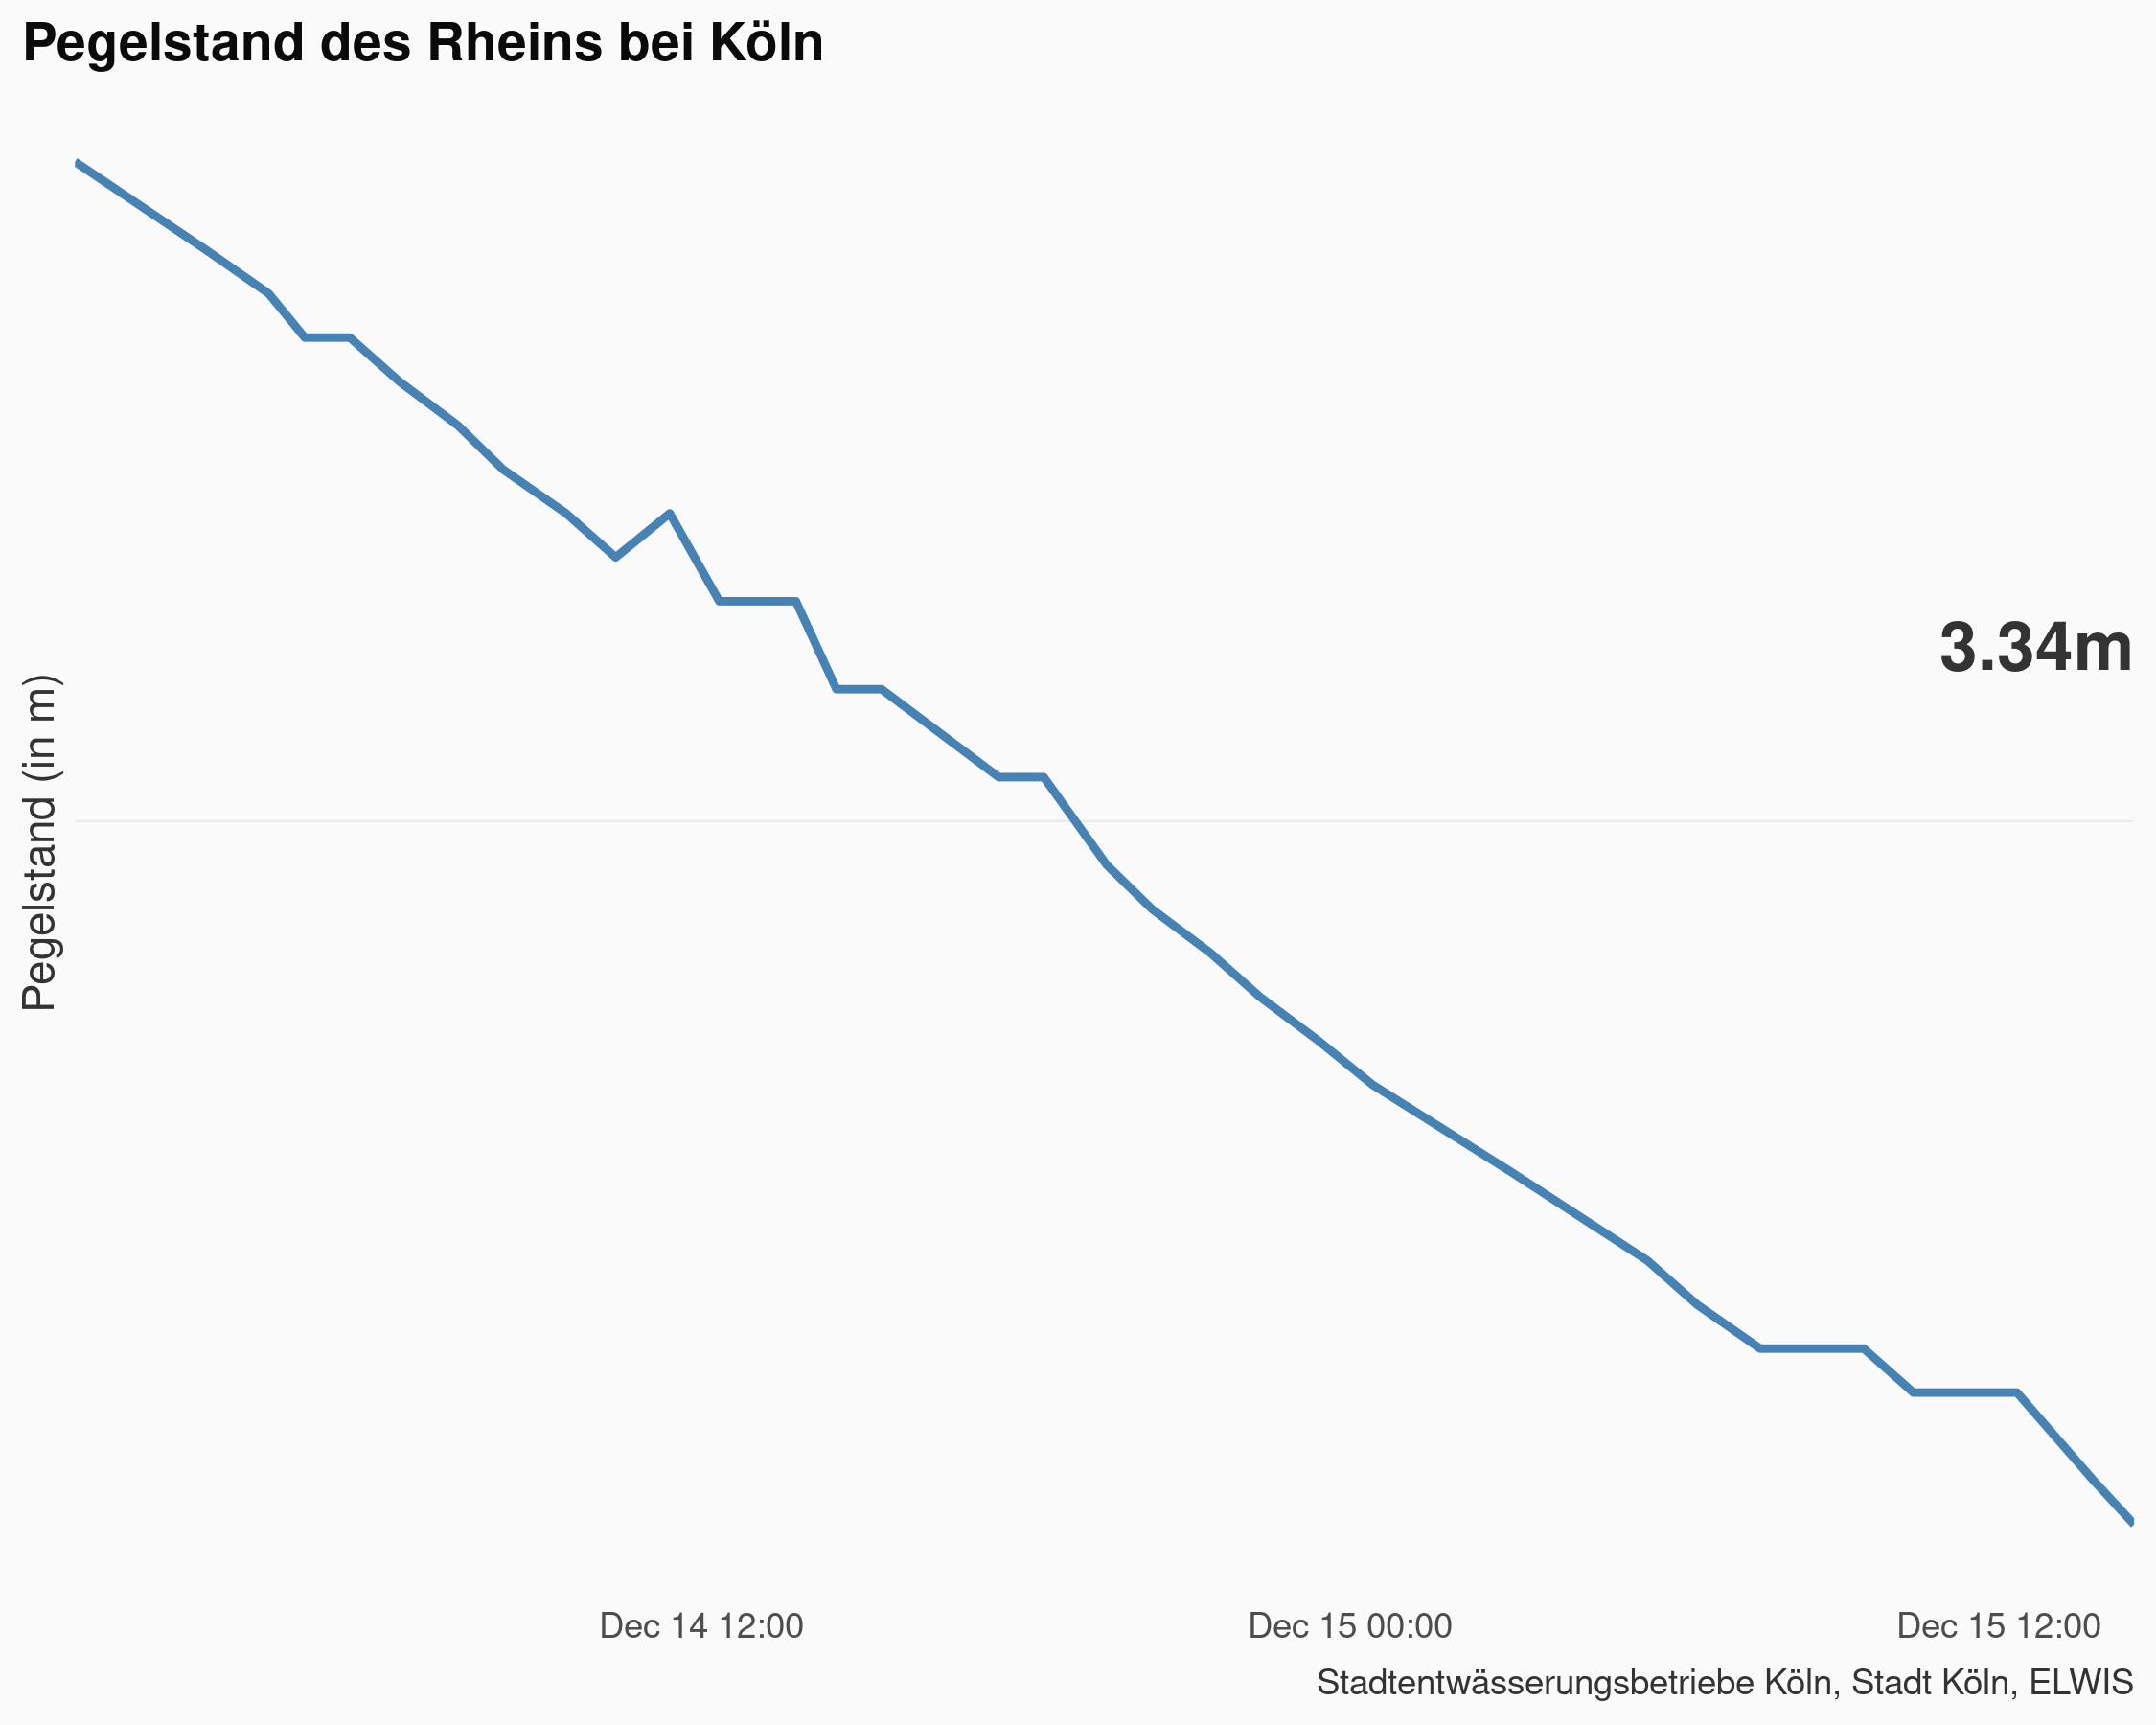 Pegelstand des Rheins bei Köln
Pegelstand (in m)
3.34m
Dec 14 12:00
Dec 15 00:00
Dec 15 12:00
Stadtentwässerungsbetriebe Köln, Stadt Köln, ELWIS